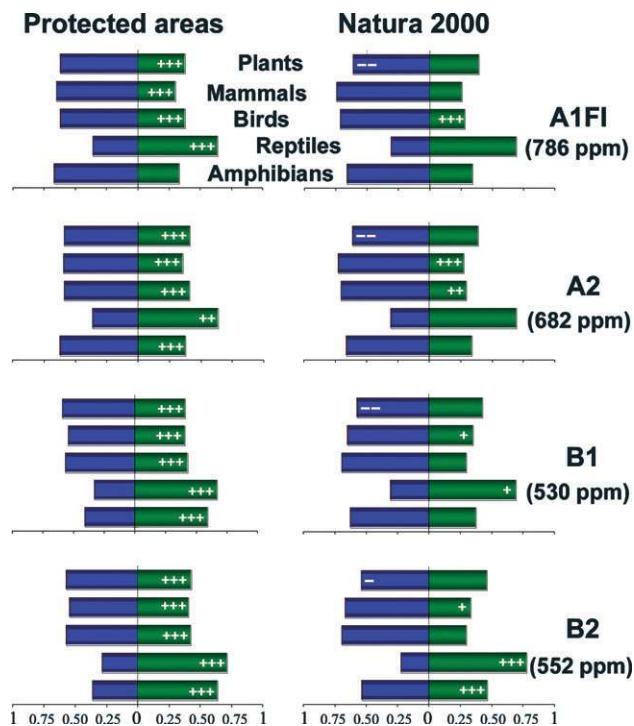 Protected areas Natura 2000
+++ Plants −−
+++ Mammals
+++ Birds +++ A1FI
+++ Reptiles (786 ppm)
Amphibians
+++ −−
+++ +++
+++ ++ A2
++ (682 ppm)
+++
+++ −−
+++ +
+++ B1
+++ + (530 ppm)
+++
+++ −
+++ +
+++ B2
+++ +++ (552 ppm)
+++ +++
1 0.75 0.50 0.25 0 0.25 0.50 0.75 1 1 0.75 0.50 0.25 0 0.25 0.50 0.75 1